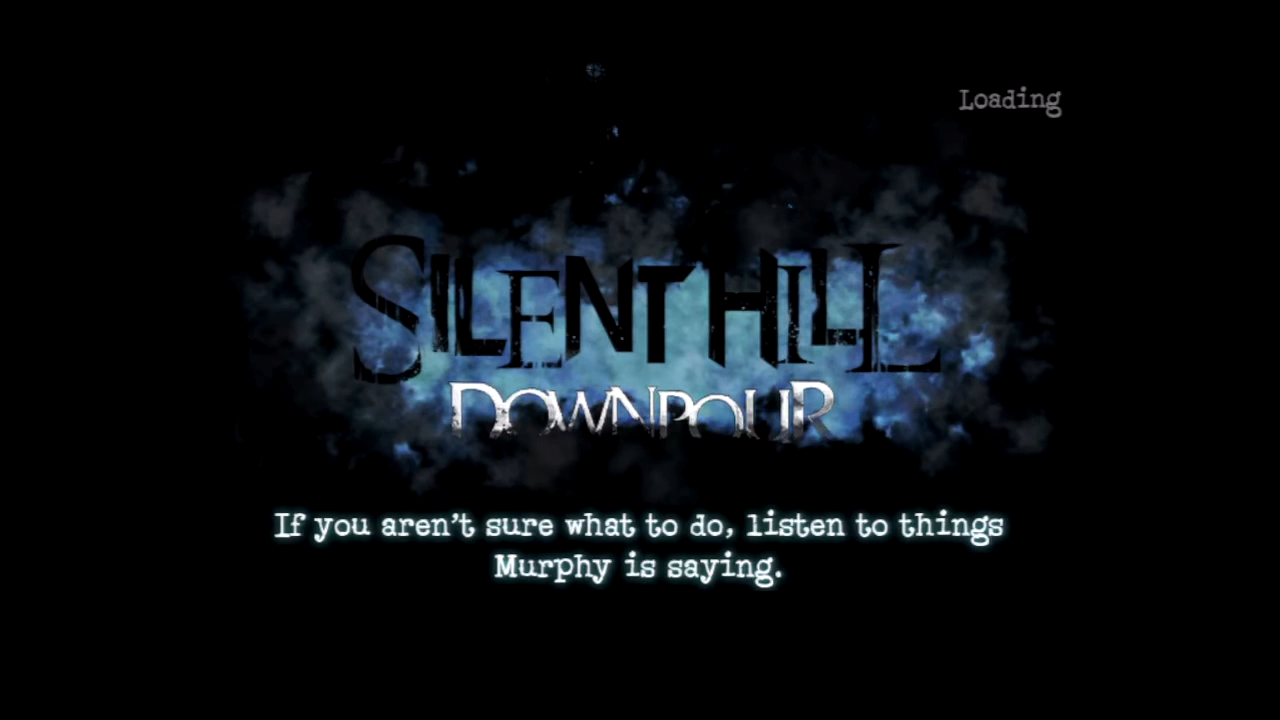 Loading
SILENT HILL
DOWNPOUR
If you aren't sure what to do, listen to things
Murphy is saying.